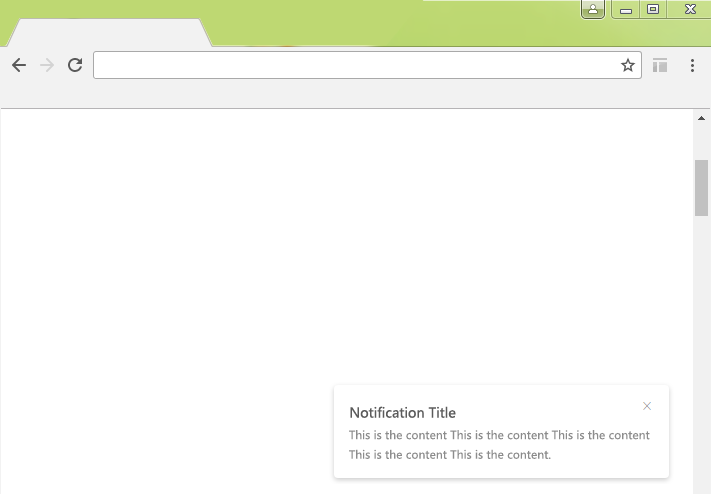 Notification Title
This is the content This is the content This is the content
This is the content This is the content.